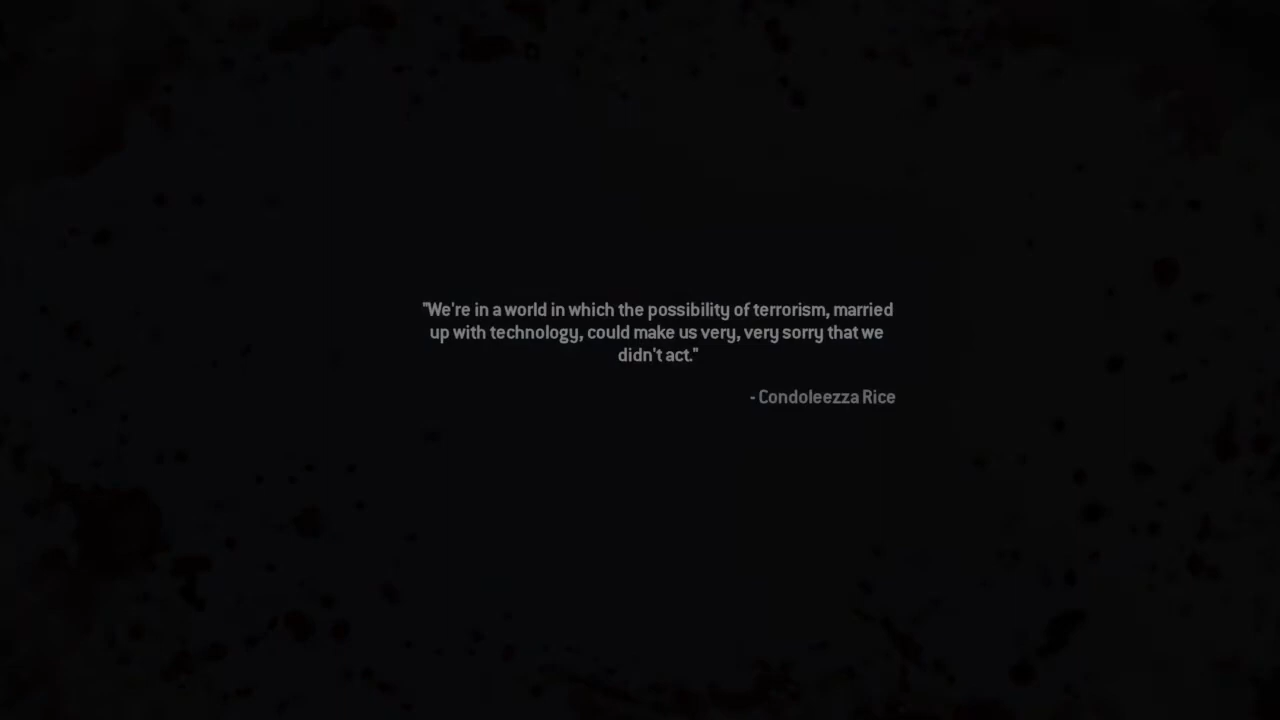 "We're in a world in which the possibility of terrorism, married
up with technology, could make us very, very sorry that we
didn't act."
- Condoleezza Rice